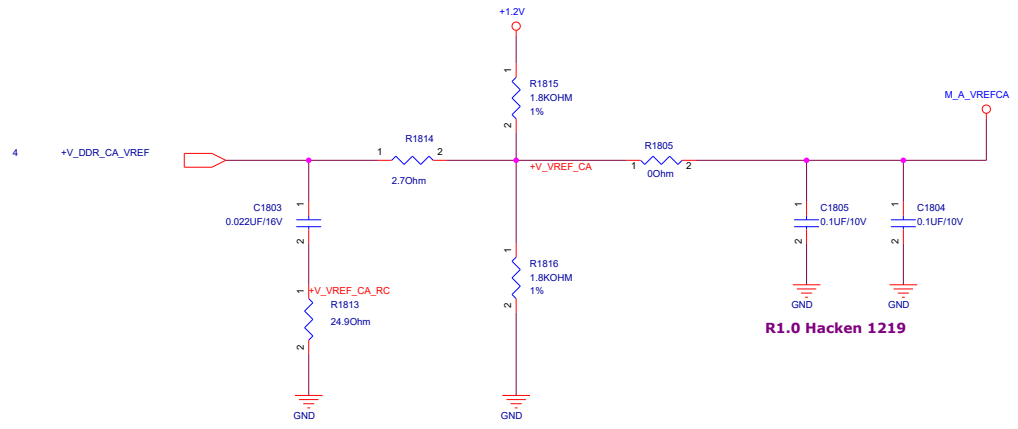 +1.2V
1
R1815
1.8KOHM
1%
2
M_A_VREFCA
4
+V_DDR_CA_VREF
R1814
1
2
2.7Ohm
+V_VREF_CA
R1805
1
2
0Ohm
1
C1803
0.022UF/16V
2
1
C1805
0.1UF/10V
2
1
C1804
0.1UF/10V
2
1
R1816
1.8KOHM
1%
2
1
+V_VREF_CA_RC
R1813
24.9Ohm
2
GND
GND
R1.0 Hacken 1219
GND
GND